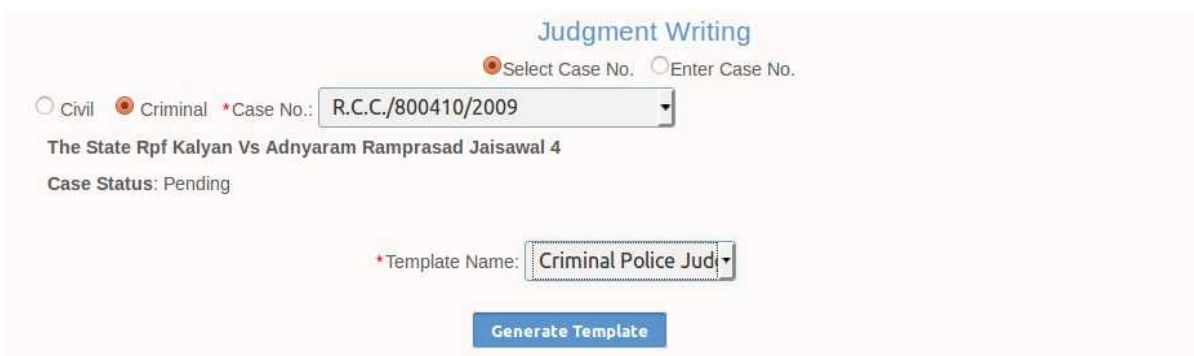 Judgment Writing
Select Case No. Enter Case No.
Civil Criminal *Case No.: R.C.C./800410/2009
The State Rpf Kalyan Vs Adnyaram Ramprasad Jaisawal 4
Case Status: Pending
*Template Name: Criminal Police Jud
Generate Template